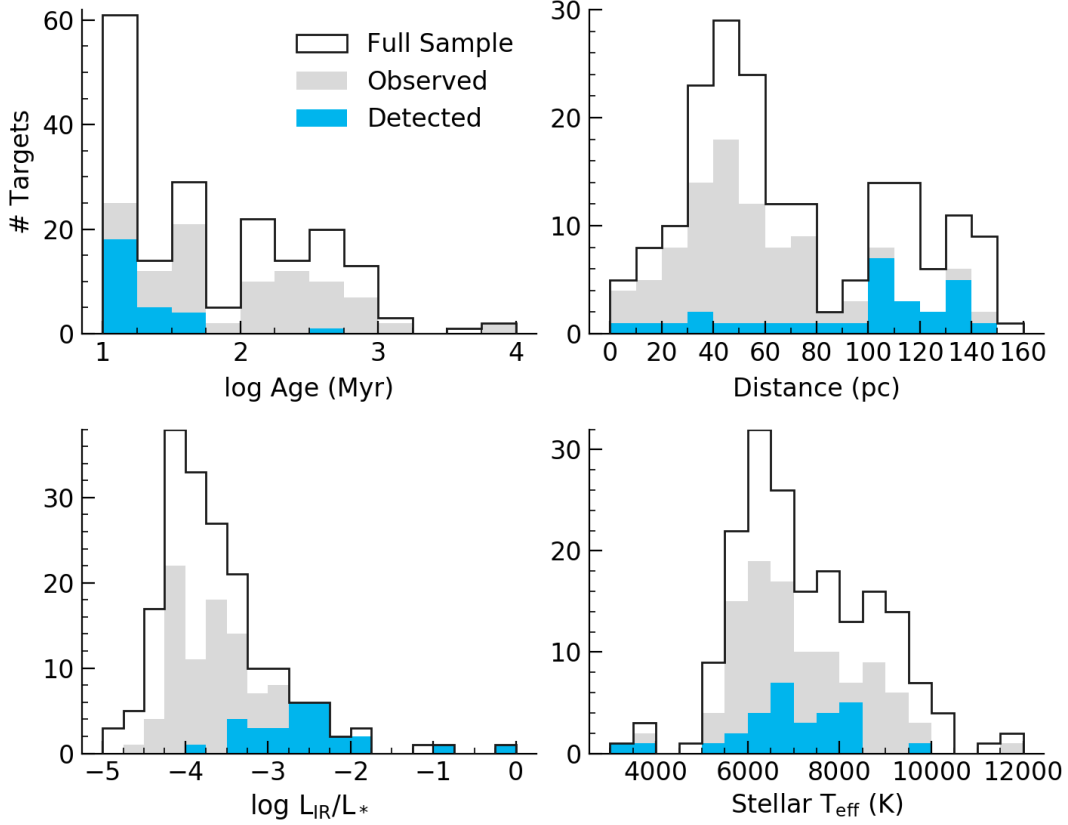 60
40
20
0
# Targets
Full Sample
Observed
Detected
1 2 3 4
log Age (Myr)
30
20
10
0
0 20 40 60 80 100 120 140 160
Distance (pc)
30
20
10
0
−5 −4 −3 −2 −1 0
log L_IR/L_*
30
20
10
0
4000 6000 8000 10000 12000
Stellar T_eff (K)